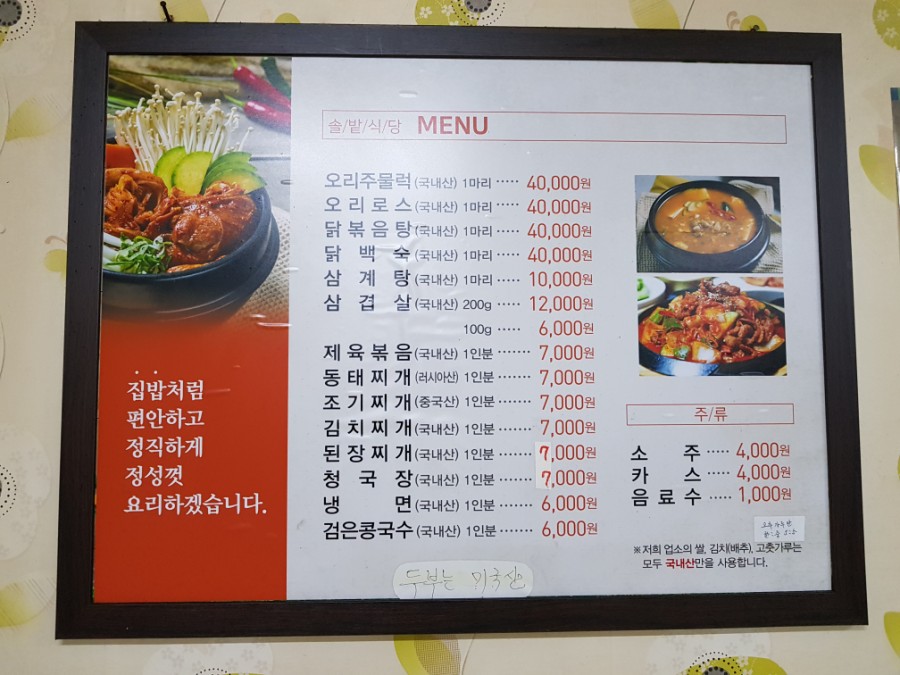 솔/밭/식/당 MENU
오리주물럭(국내산) 1마리 ····· 40,000원
오리로스(국내산) 1마리 ····· 40,000원
닭볶음탕(국내산) 1마리 ····· 40,000원
닭백숙(국내산) 1마리 ····· 40,000원
삼계탕(국내산) 1마리 ····· 10,000원
삼겹살(국내산) 200g ····· 12,000원
100g ····· 6,000원
제육볶음(국내산) 1인분 ······· 7,000원
동태찌개(러시아산) 1인분 ······· 7,000원
조기찌개(중국산) 1인분 ······· 7,000원
김치찌개(국내산) 1인분 ······· 7,000원
된장찌개(국내산) 1인분 ······· 7,000원
청국장(국내산) 1인분 ······· 7,000원
냉면(국내산) 1인분 ······· 6,000원
검은콩국수(국내산) 1인분 ······· 6,000원
두부는 미국산
집밥처럼
편안하고
정직하게
정성껏
요리하겠습니다.
주/류
소주 ····· 4,000원
카스 ····· 4,000원
음료수 ····· 1,000원
※저희 업소의 쌀, 김치(배추), 고춧가루는
모두 국내산만을 사용합니다.